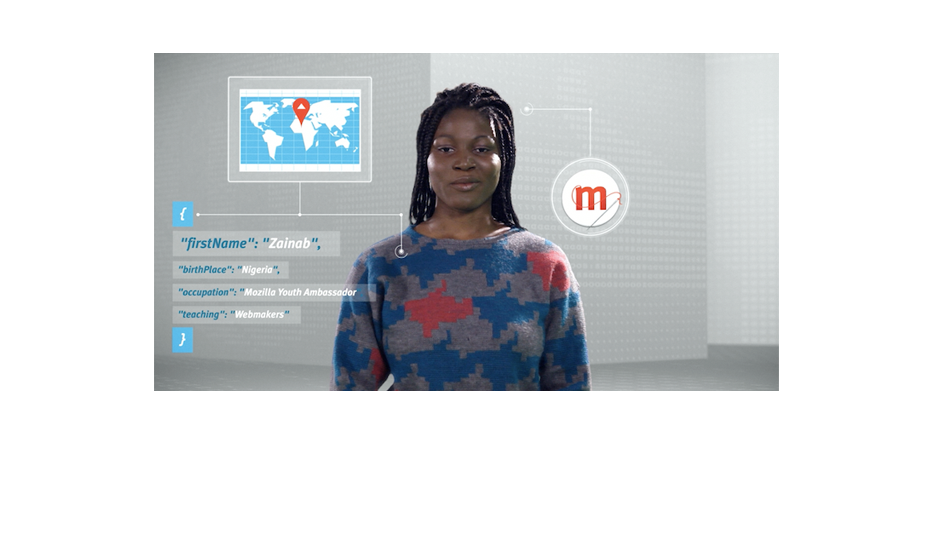 {
"firstName": "Zainab",
"birthPlace": "Nigeria",
"occupation": "Mozilla Youth Ambassador
"teaching": "Webmakers"
}
m